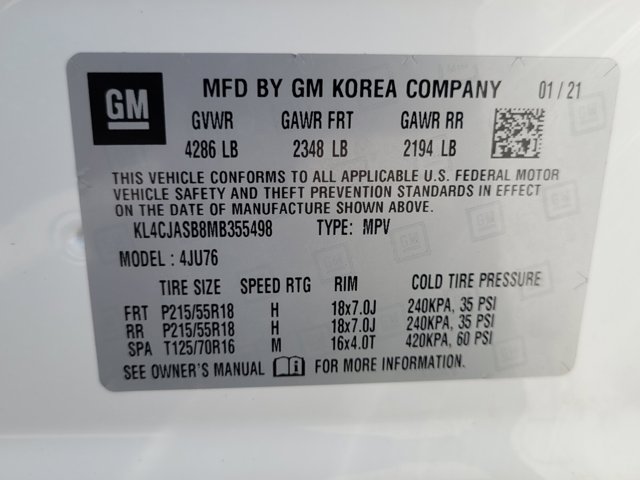 GM MFD BY GM KOREA COMPANY 01/21
GVWR GAWR FRT GAWR RR
4286 LB 2348 LB 2194 LB
THIS VEHICLE CONFORMS TO ALL APPLICABLE U.S. FEDERAL MOTOR
VEHICLE SAFETY AND THEFT PREVENTION STANDARDS IN EFFECT
ON THE DATE OF MANUFACTURE SHOWN ABOVE.
KL4CJASB8MB355498 TYPE: MPV
MODEL : 4JU76
TIRE SIZE SPEED RTG RIM COLD TIRE PRESSURE
FRT P215/55R18 H 18x7.0J 240KPA, 35 PSI
RR P215/55R18 H 18x7.0J 240KPA, 35 PSI
SPA T125/70R16 M 16x4.0T 420KPA, 60 PSI
SEE OWNER'S MANUAL FOR MORE INFORMATION.